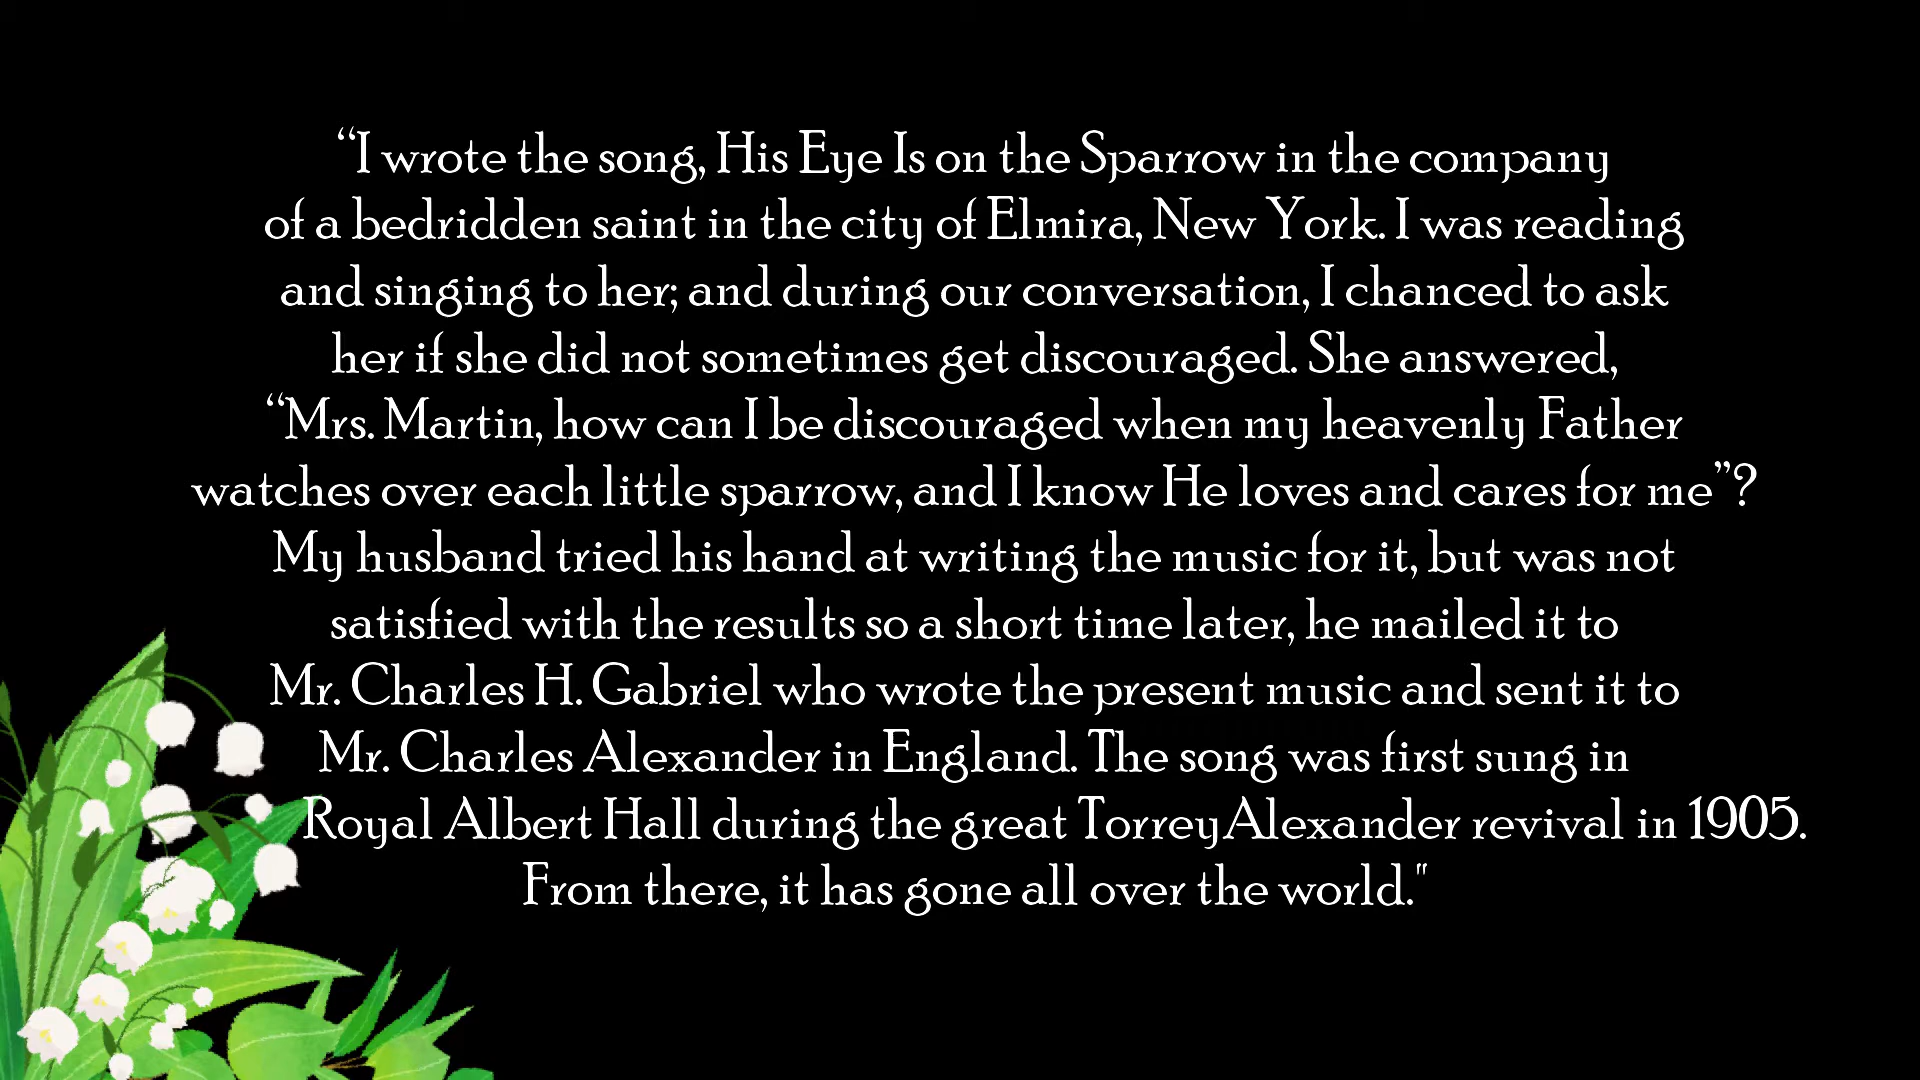 “I wrote the song, His Eye Is on the Sparrow in the company
of a bedridden saint in the city of Elmira, New York. I was reading
and singing to her; and during our conversation, I chanced to ask
her if she did not sometimes get discouraged. She answered,
“Mrs. Martin, how can I be discouraged when my heavenly Father
watches over each little sparrow, and I know He loves and cares for me”?
My husband tried his hand at writing the music for it, but was not
satisfied with the results so a short time later, he mailed it to
Mr. Charles H. Gabriel who wrote the present music and sent it to
Mr. Charles Alexander in England. The song was first sung in
Royal Albert Hall during the great TorreyAlexander revival in 1905.
From there, it has gone all over the world."